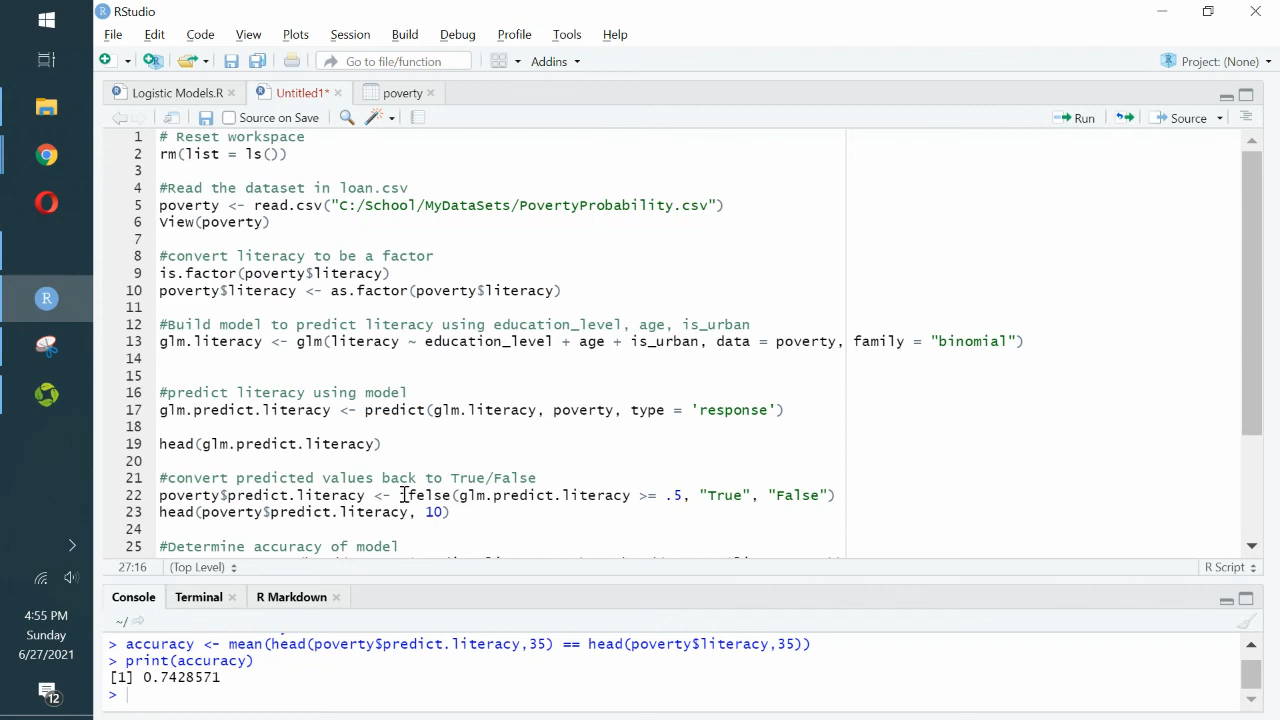 RStudio
File Edit Code View Plots Session Build Debug Profile Tools Help
Go to file/function Addins Project: (None)
Logistic Models.R Untitled1* poverty
Source on Save Run Source
1 # Reset workspace
2 rm(list = ls())
3
4 #Read the dataset in loan.csv
5 poverty <- read.csv("C:/School/MyDataSets/PovertyProbability.csv")
6 View(poverty)
7
8 #convert literacy to be a factor
9 is.factor(poverty$literacy)
10 poverty$literacy <- as.factor(poverty$literacy)
11
12 #Build model to predict literacy using education_level, age, is_urban
13 glm.literacy <- glm(literacy ~ education_level + age + is_urban, data = poverty, family = "binomial")
14
15
16 #predict literacy using model
17 glm.predict.literacy <- predict(glm.literacy, poverty, type = 'response')
18
19 head(glm.predict.literacy)
20
21 #convert predicted values back to True/False
22 poverty$predict.literacy <- ifelse(glm.predict.literacy >= .5, "True", "False")
23 head(poverty$predict.literacy, 10)
24
25 #Determine accuracy of model
27:16 (Top Level) R Script
Console Terminal R Markdown
~/
> accuracy <- mean(head(poverty$predict.literacy,35) == head(poverty$literacy,35))
> print(accuracy)
[1] 0.7428571
>
4:55 PM
Sunday
6/27/2021
12